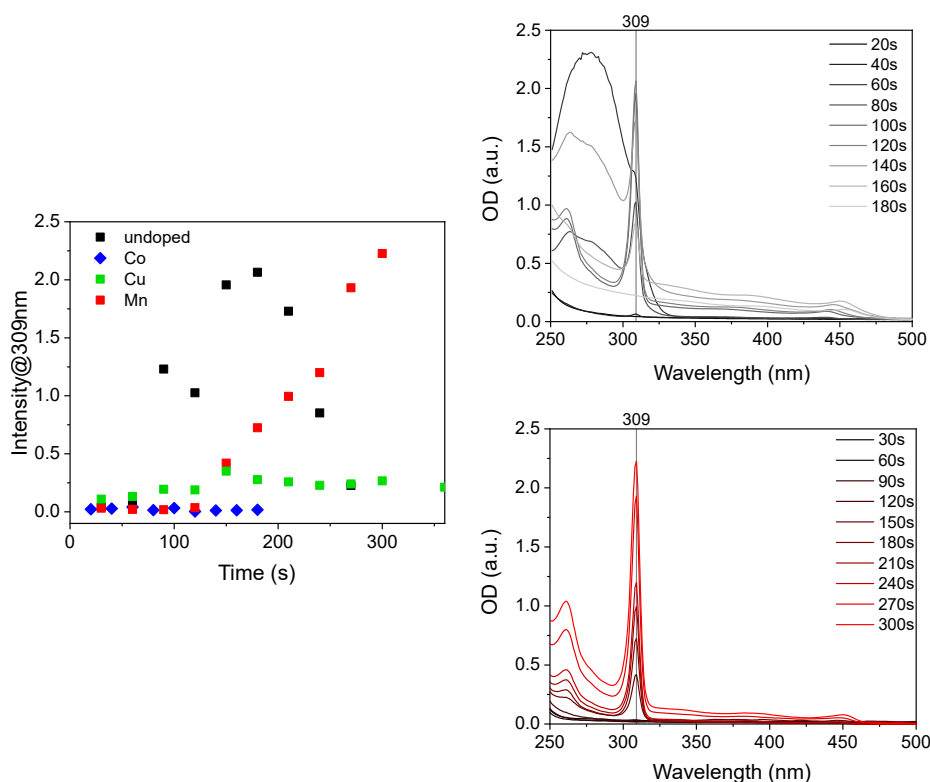 2.5
2.0
1.5
1.0
0.5
0.0
0
100
200
300
Intensity@309nm
Time (s)
undoped
Co
Cu
Mn
309
2.5
2.0
1.5
1.0
0.5
0.0
250
300
350
400
450
500
OD (a.u.)
Wavelength (nm)
20s
40s
60s
80s
100s
120s
140s
160s
180s
309
2.5
2.0
1.5
1.0
0.5
0.0
250
300
350
400
450
500
OD (a.u.)
Wavelength (nm)
30s
60s
90s
120s
150s
180s
210s
240s
270s
300s